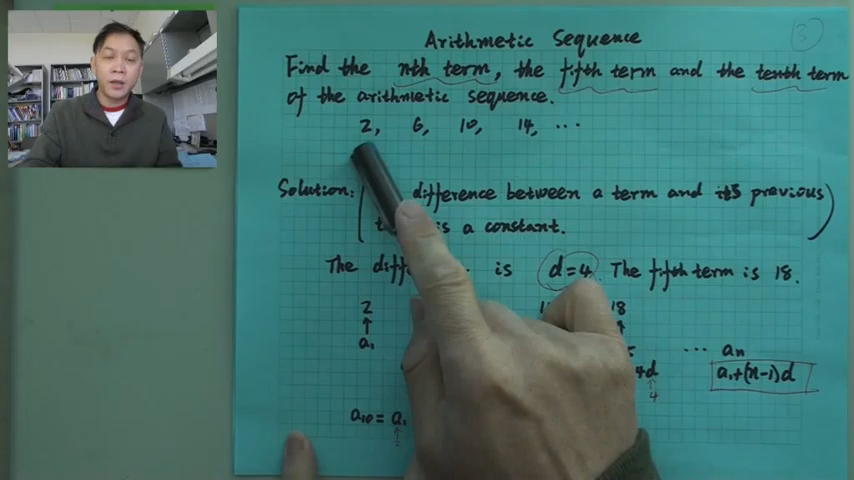 3
Arithmetic Sequence
Find the nth term, the fifth term and the tenth term
of the arithmetic sequence.
2, 6, 10, 14, ...
Solution: ( difference between a term and its previous
is a constant. )
The is d=4. The fifth term is 18.
2 18
↑ ↑
a₁ ... aₙ
4d a₁+(n-1)d
↑
4
a₁₀ = a₁
↑
2